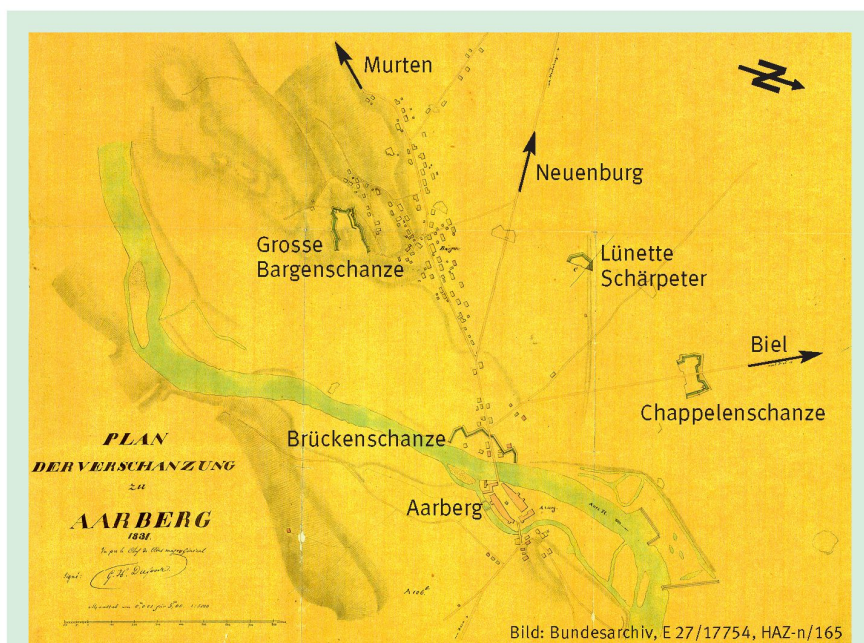 Murten
N
Neuenburg
Grosse
Bargenschanze
Lünette
Schärpeter
Biel
Chappelenschanze
Brückenschanze
Aarberg
PLAN
DER VERSCHANZUNG
zu
AARBERG
1831.
Bild: Bundesarchiv, E 27/17754, HAZ-n/165